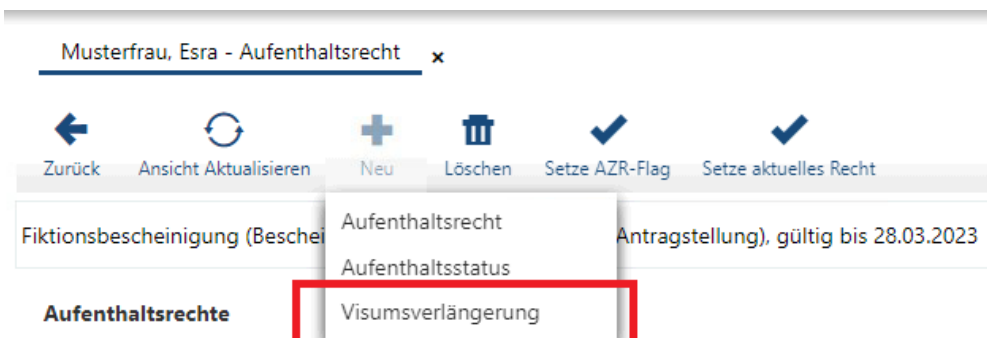 Musterfrau, Esra - Aufenthaltsrecht x
Zurück Ansicht Aktualisieren Neu Löschen Setze AZR-Flag Setze aktuelles Recht
Aufenthaltsrecht
Fiktionsbescheinigung (Beschei Antragstellung), gültig bis 28.03.2023
Aufenthaltsstatus
Aufenthaltsrechte Visumsverlängerung